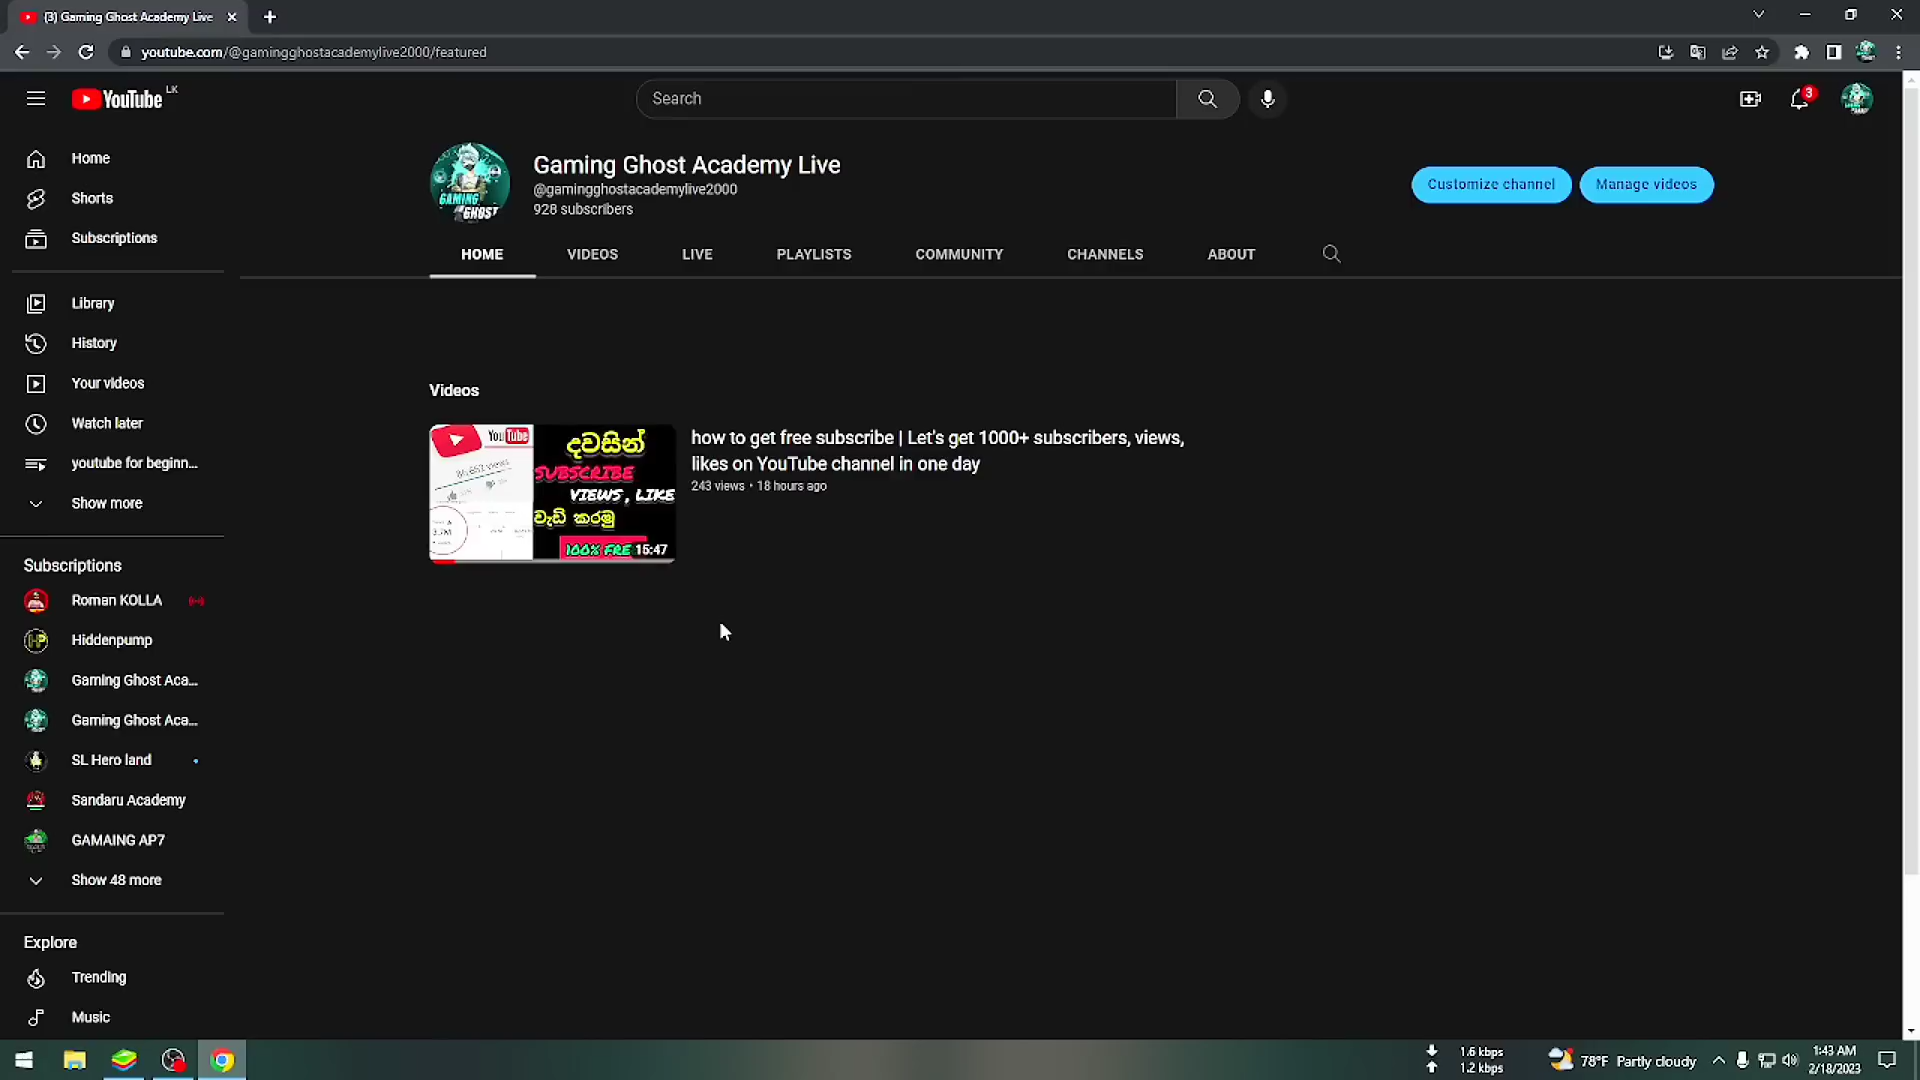 (3) Gaming Ghost Academy Live
youtube.com/@gamingghostacademylive2000/featured
YouTube LK
Search
3
Home
Shorts
Subscriptions
Library
History
Your videos
Watch later
youtube for beginn...
Show more
Subscriptions
Roman KOLLA
Hiddenpump
Gaming Ghost Aca...
Gaming Ghost Aca...
SL Hero land
Sandaru Academy
GAMAING AP7
Show 48 more
Explore
Trending
Music
GAMING
GHOST
Gaming Ghost Academy Live
@gamingghostacademylive2000
928 subscribers
Customize channel
Manage videos
HOME VIDEOS LIVE PLAYLISTS COMMUNITY CHANNELS ABOUT
Videos
YouTube
දවසින්
SUBSCRIBE
VIEWS, LIKE
වැඩි කරමු
100% FRE
15:47
3.7M
how to get free subscribe | Let's get 1000+ subscribers, views,
likes on YouTube channel in one day
243 views • 18 hours ago
1.6 kbps
1.2 kbps
78°F Partly cloudy
1:43 AM
2/18/2023